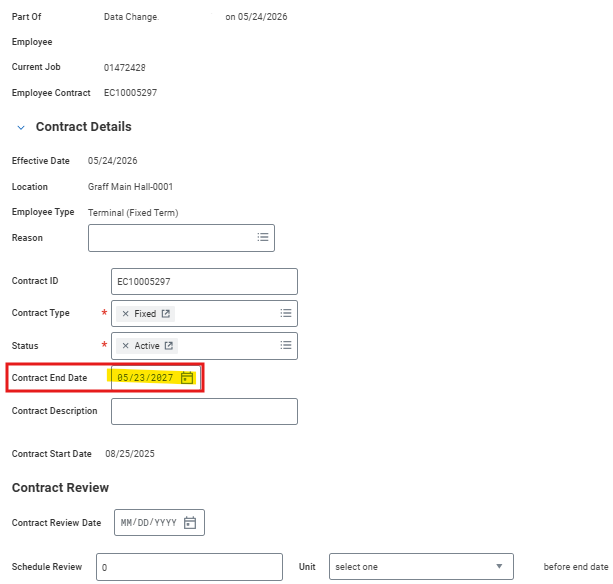 Part Of Data Change on 05/24/2026
Employee
Current Job 01472428
Employee Contract EC10005297
Contract Details
Effective Date 05/24/2026
Location Graff Main Hall-0001
Employee Type Terminal (Fixed Term)
Reason
Contract ID EC10005297
Contract Type * × Fixed
Status * × Active
Contract End Date 05/23/2027
Contract Description
Contract Start Date 08/25/2025
Contract Review
Contract Review Date MM/DD/YYYY
Schedule Review 0 Unit select one before end date